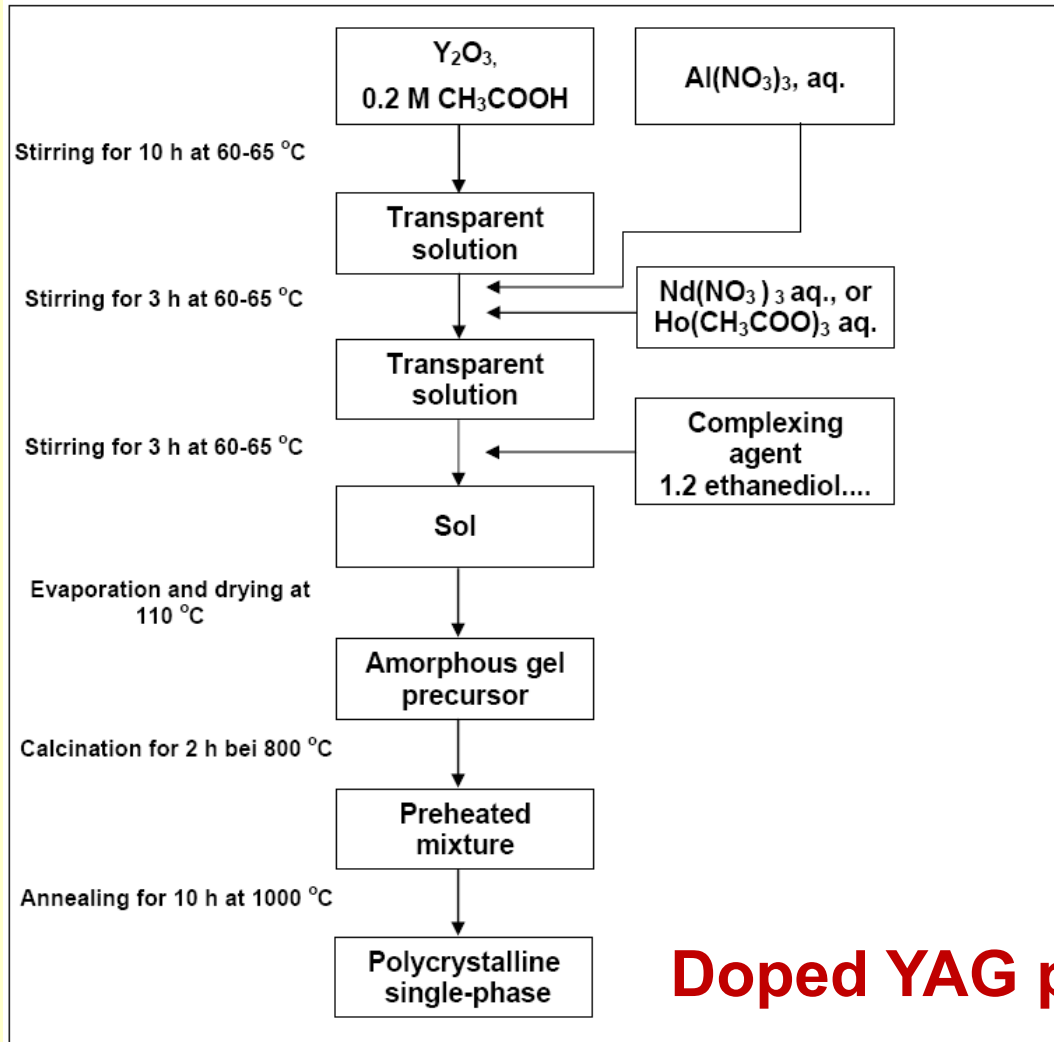 Y₂O₃,
0.2 M CH₃COOH
Al(NO₃)₃, aq.
Stirring for 10 h at 60-65 °C
Transparent
solution
Stirring for 3 h at 60-65 °C
Nd(NO₃)₃ aq., or
Ho(CH₃COO)₃ aq.
Transparent
solution
Stirring for 3 h at 60-65 °C
Complexing
agent
1.2 ethanediol....
Sol
Evaporation and drying at
110 °C
Amorphous gel
precursor
Calcination for 2 h bei 800 °C
Preheated
mixture
Annealing for 10 h at 1000 °C
Polycrystalline
single-phase
Doped YAG p